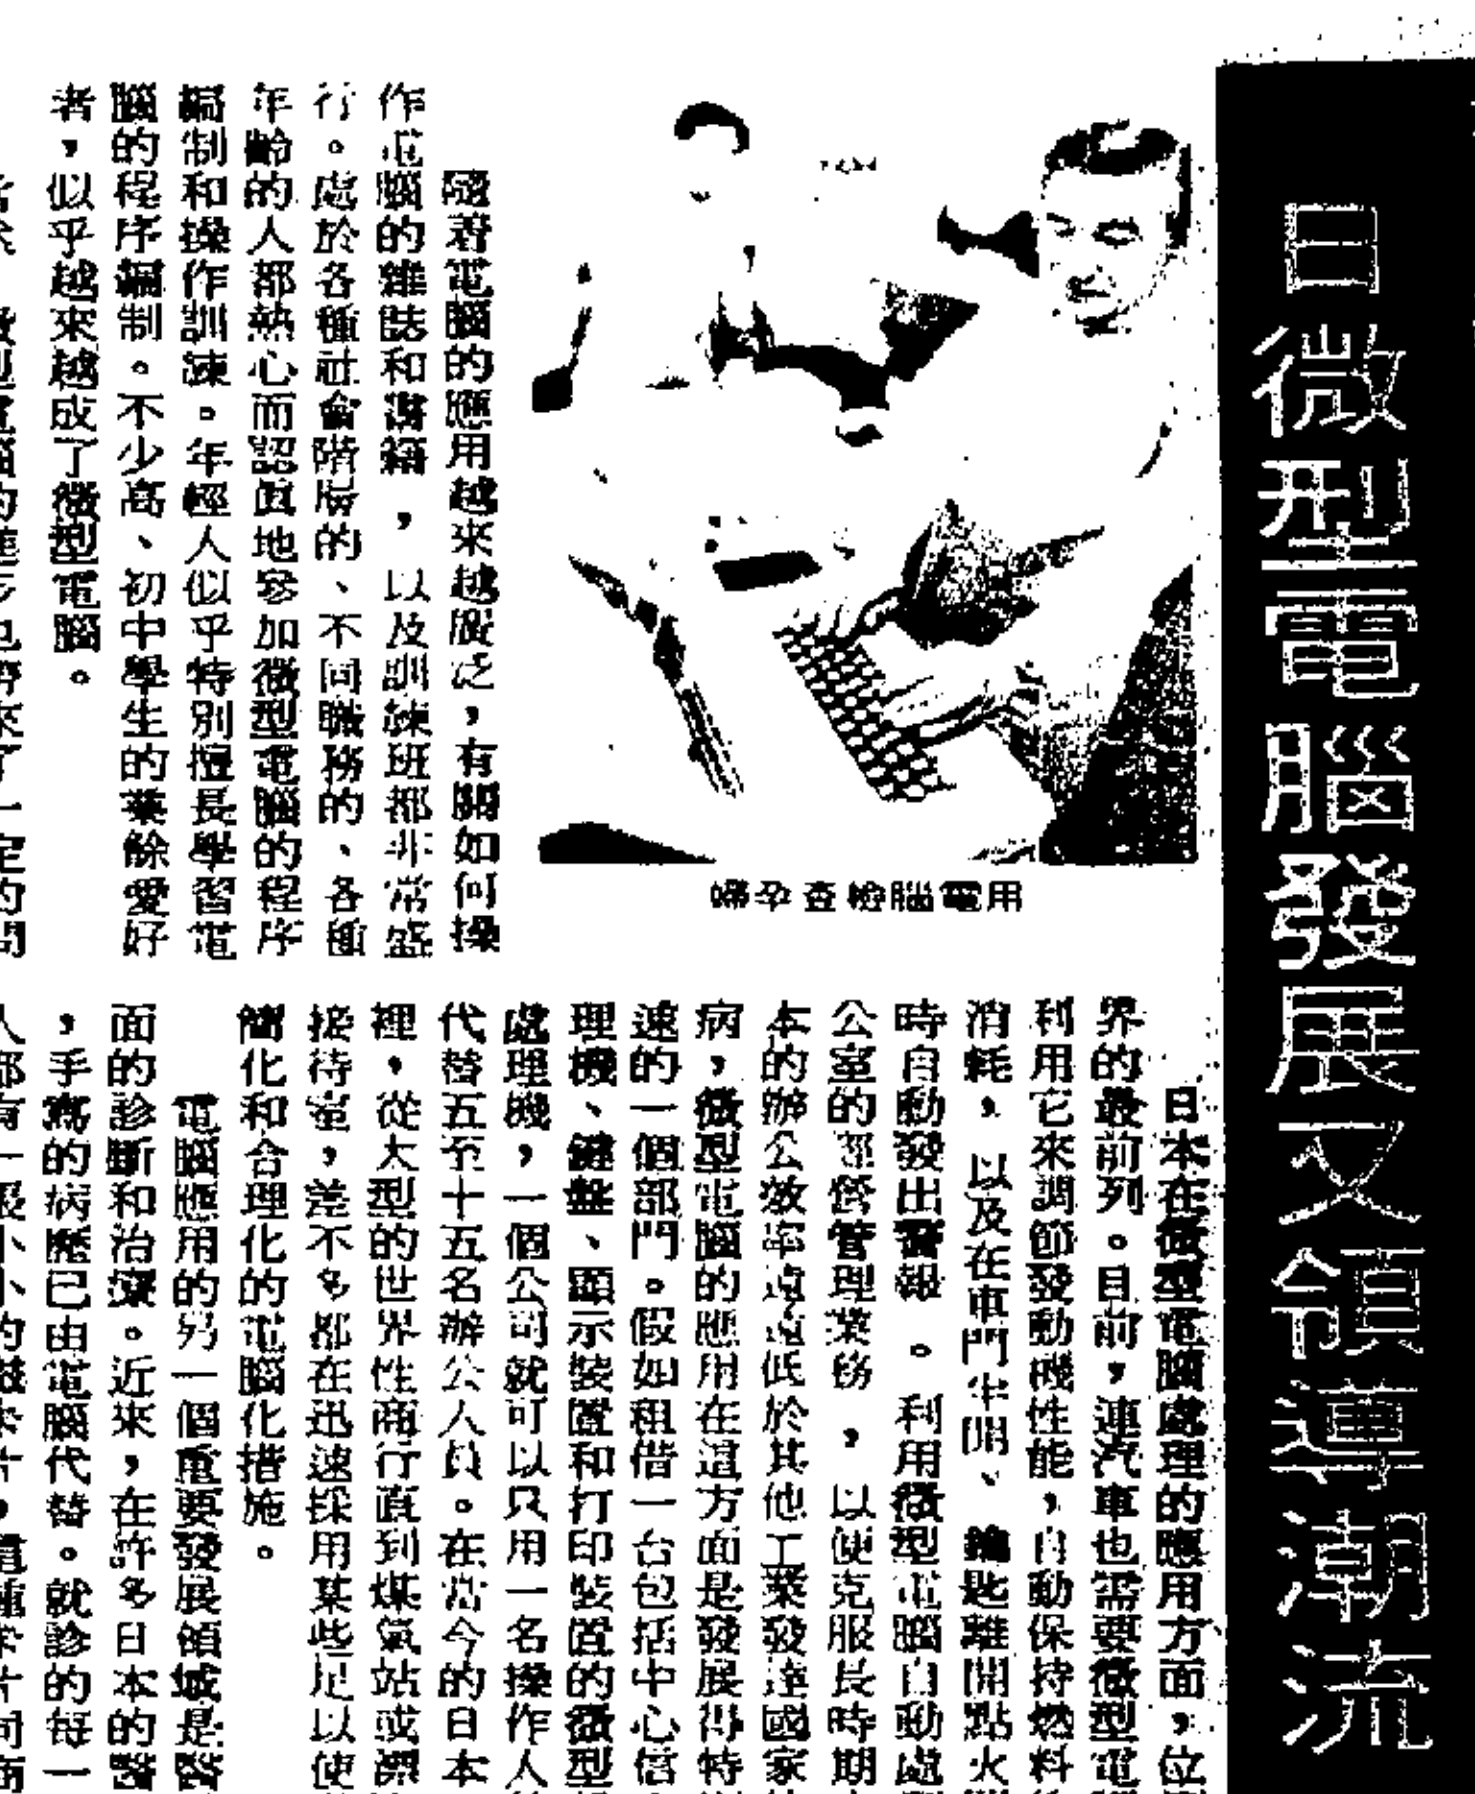 日微型電腦發展又領導潮流
用電腦檢查孕婦
隨着電腦的應用越來越廣泛，有關如何操
作電腦的雜誌和書籍，以及訓練班都非常盛
行。處於各種社會階層的、不同職務的、各種
年齡的人都熱心而認眞地參加微型電腦的程序
編制和操作訓練。年輕人似乎特別擅長學習電
腦的程序編制。不少高、初中學生的業餘愛好
者，似乎越來越成了微型電腦。
日本在微型電腦處理的應用方面，位
界的最前列。目前，連汽車也需要微型電
利用它來調節發動機性能，自動保持燃料
消耗，以及在車門半開、鑰匙離開點火
時自動發出警報。利用微型電腦自動處
公室的經營管理業務，以便克服長時期
本的辦公效率遠遠低於其他工業發達國家
病，微型電腦的應用在這方面是發展得特
速的一個部門。假如租借一台包括中心信
理機、鍵盤、顯示裝置和打印裝置的微型
處理機，一個公司就可以只用一名操作人
代替五至十五名辦公人員。在當今的日本
裡，從大型的世界性商行直到煤氣站或
接待室，差不多都在迅速採用某些足以使
簡化和合理化的電腦化措施。
電腦應用的另一個重要發展領域是醫
面的診斷和治療。近來，在許多日本的醫
，手寫的病歷已由電腦代替。就診的每一